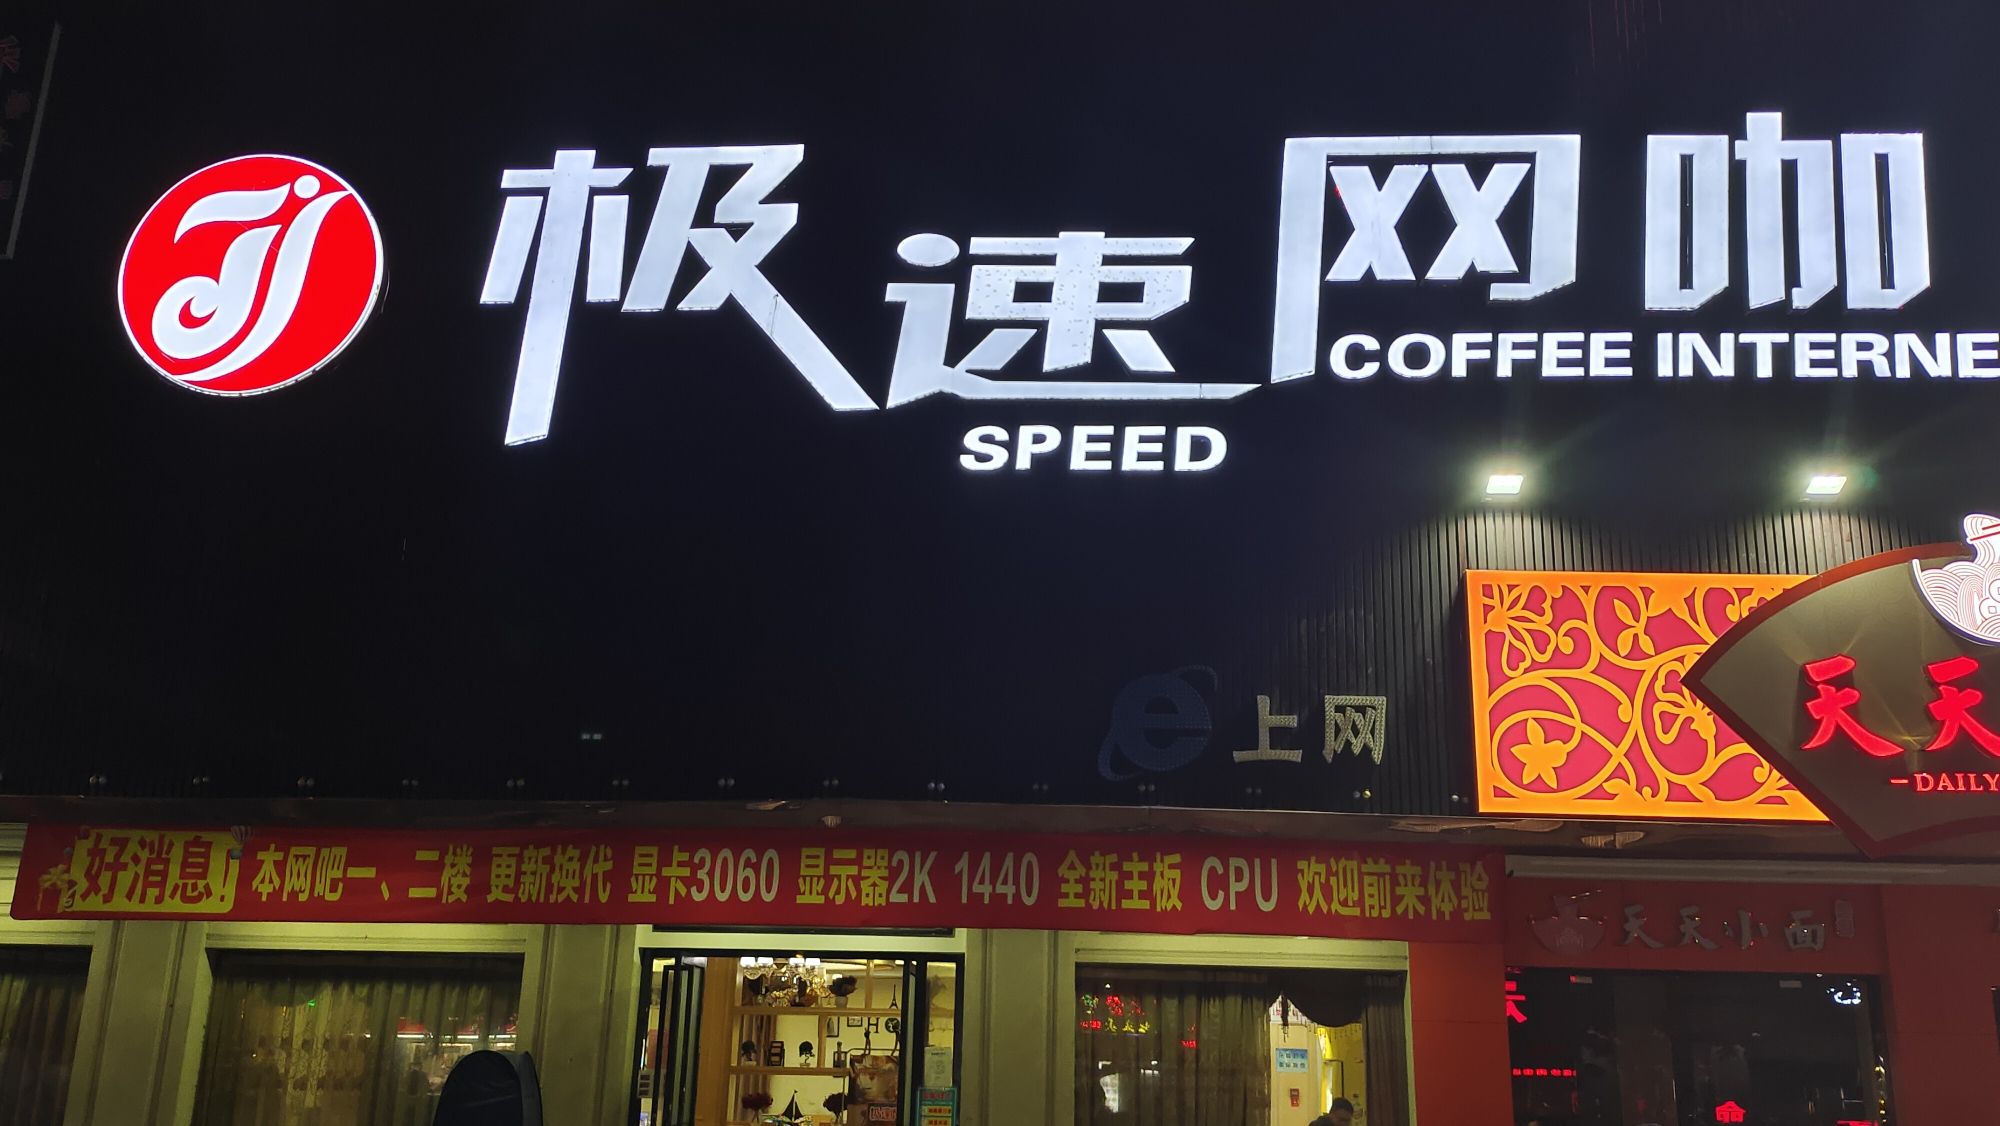 极速网咖
COFFEE INTERNE
SPEED
e上网
天天
DAILY
好消息! 本网吧一、二楼 更新换代 显卡3060 显示器2K 1440 全新主板 CPU 欢迎前来体验
天天小面